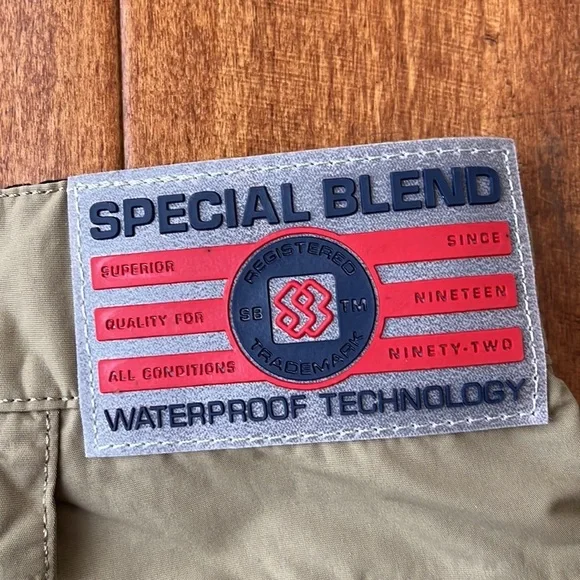 SPECIAL BLEND
SUPERIOR
QUALITY FOR
ALL CONDITIONS
REGISTERED
SB TM
TRADEMARK
SINCE
NINETEEN
NINETY-TWO
WATERPROOF TECHNOLOGY